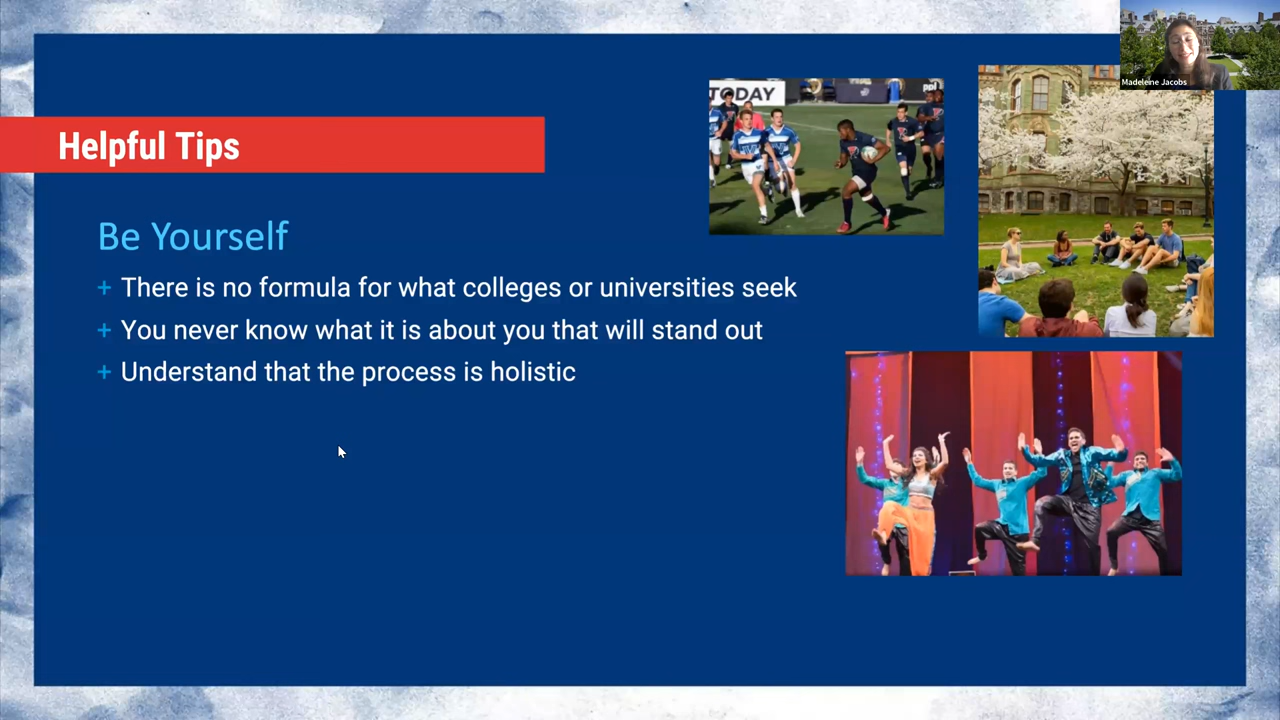 Madeleine Jacobs
TODAY
ppl
Helpful Tips
Be Yourself
+ There is no formula for what colleges or universities seek
+ You never know what it is about you that will stand out
+ Understand that the process is holistic